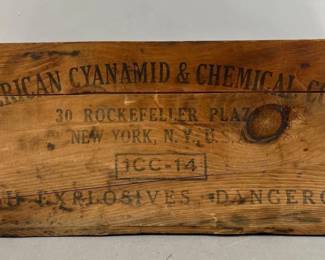 RICAN CYANAMID & CHEMICAL C
30 ROCKEFELLER PLAZ
NEW YORK, N.Y., U.S.
ICC-14
H EXPLOSIVES DANGERO